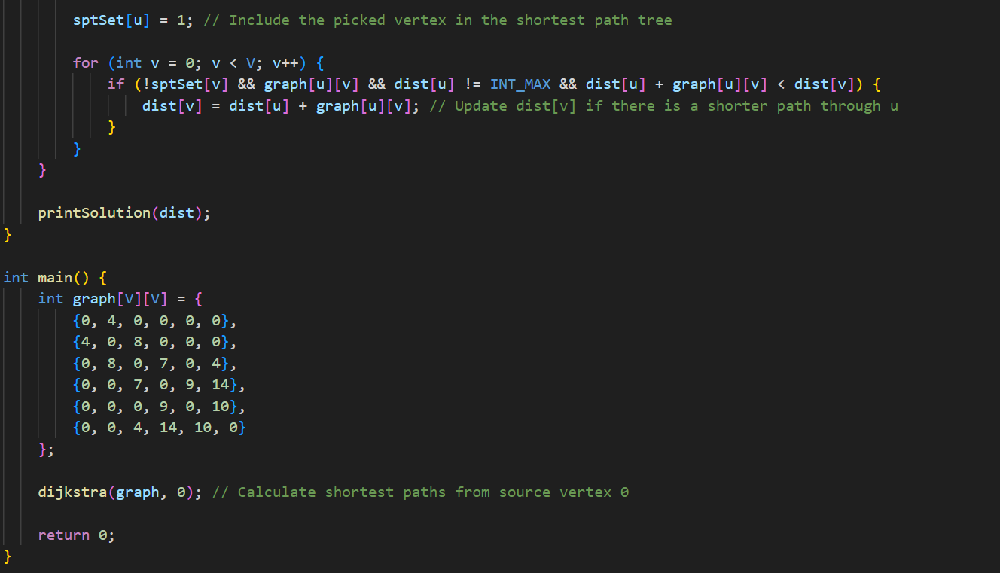 sptSet[u] = 1; // Include the picked vertex in the shortest path tree
for (int v = 0; v < V; v++) {
if (!sptSet[v] && graph[u][v] && dist[u] != INT_MAX && dist[u] + graph[u][v] < dist[v]) {
dist[v] = dist[u] + graph[u][v]; // Update dist[v] if there is a shorter path through u
}
}
}
printSolution(dist);
}
int main() {
int graph[V][V] = {
{0, 4, 0, 0, 0, 0},
{4, 0, 8, 0, 0, 0},
{0, 8, 0, 7, 0, 4},
{0, 0, 7, 0, 9, 14},
{0, 0, 0, 9, 0, 10},
{0, 0, 4, 14, 10, 0}
};
dijkstra(graph, 0); // Calculate shortest paths from source vertex 0
return 0;
}